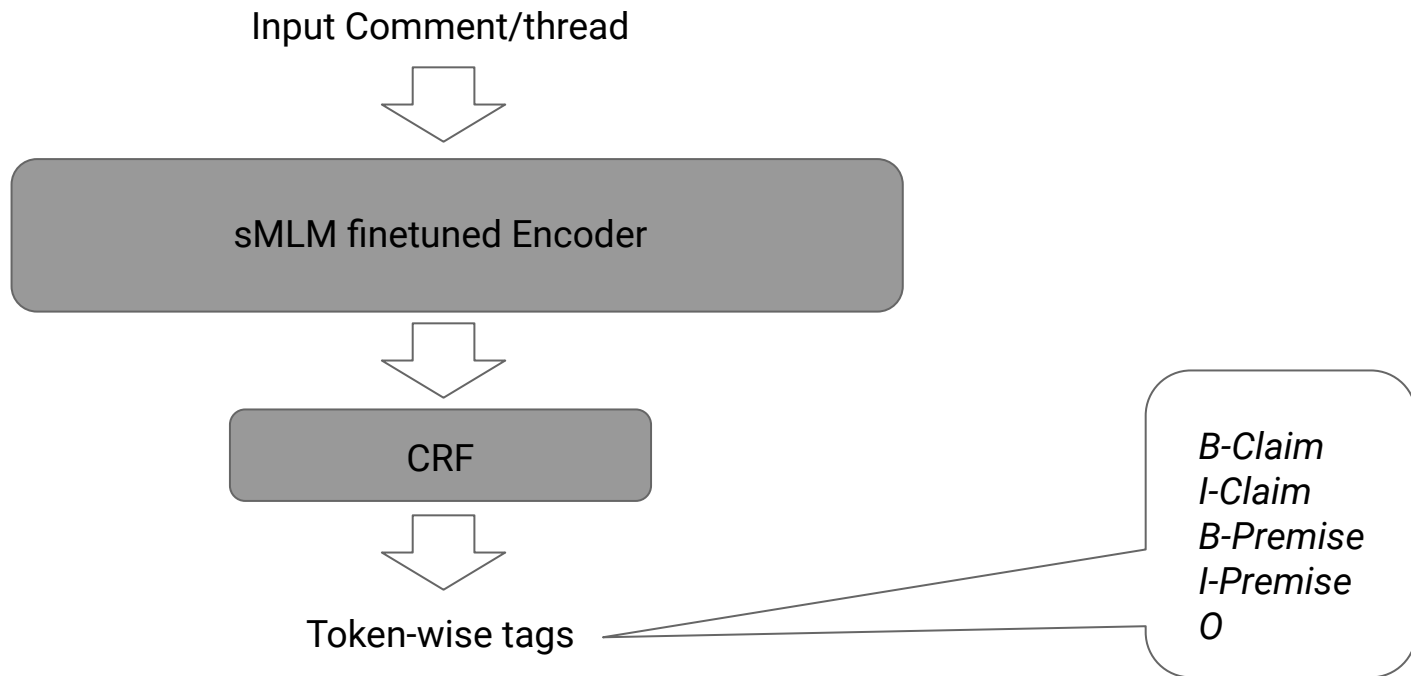 Input Comment/thread
sMLM finetuned Encoder
CRF
Token-wise tags
B-Claim
I-Claim
B-Premise
I-Premise
O